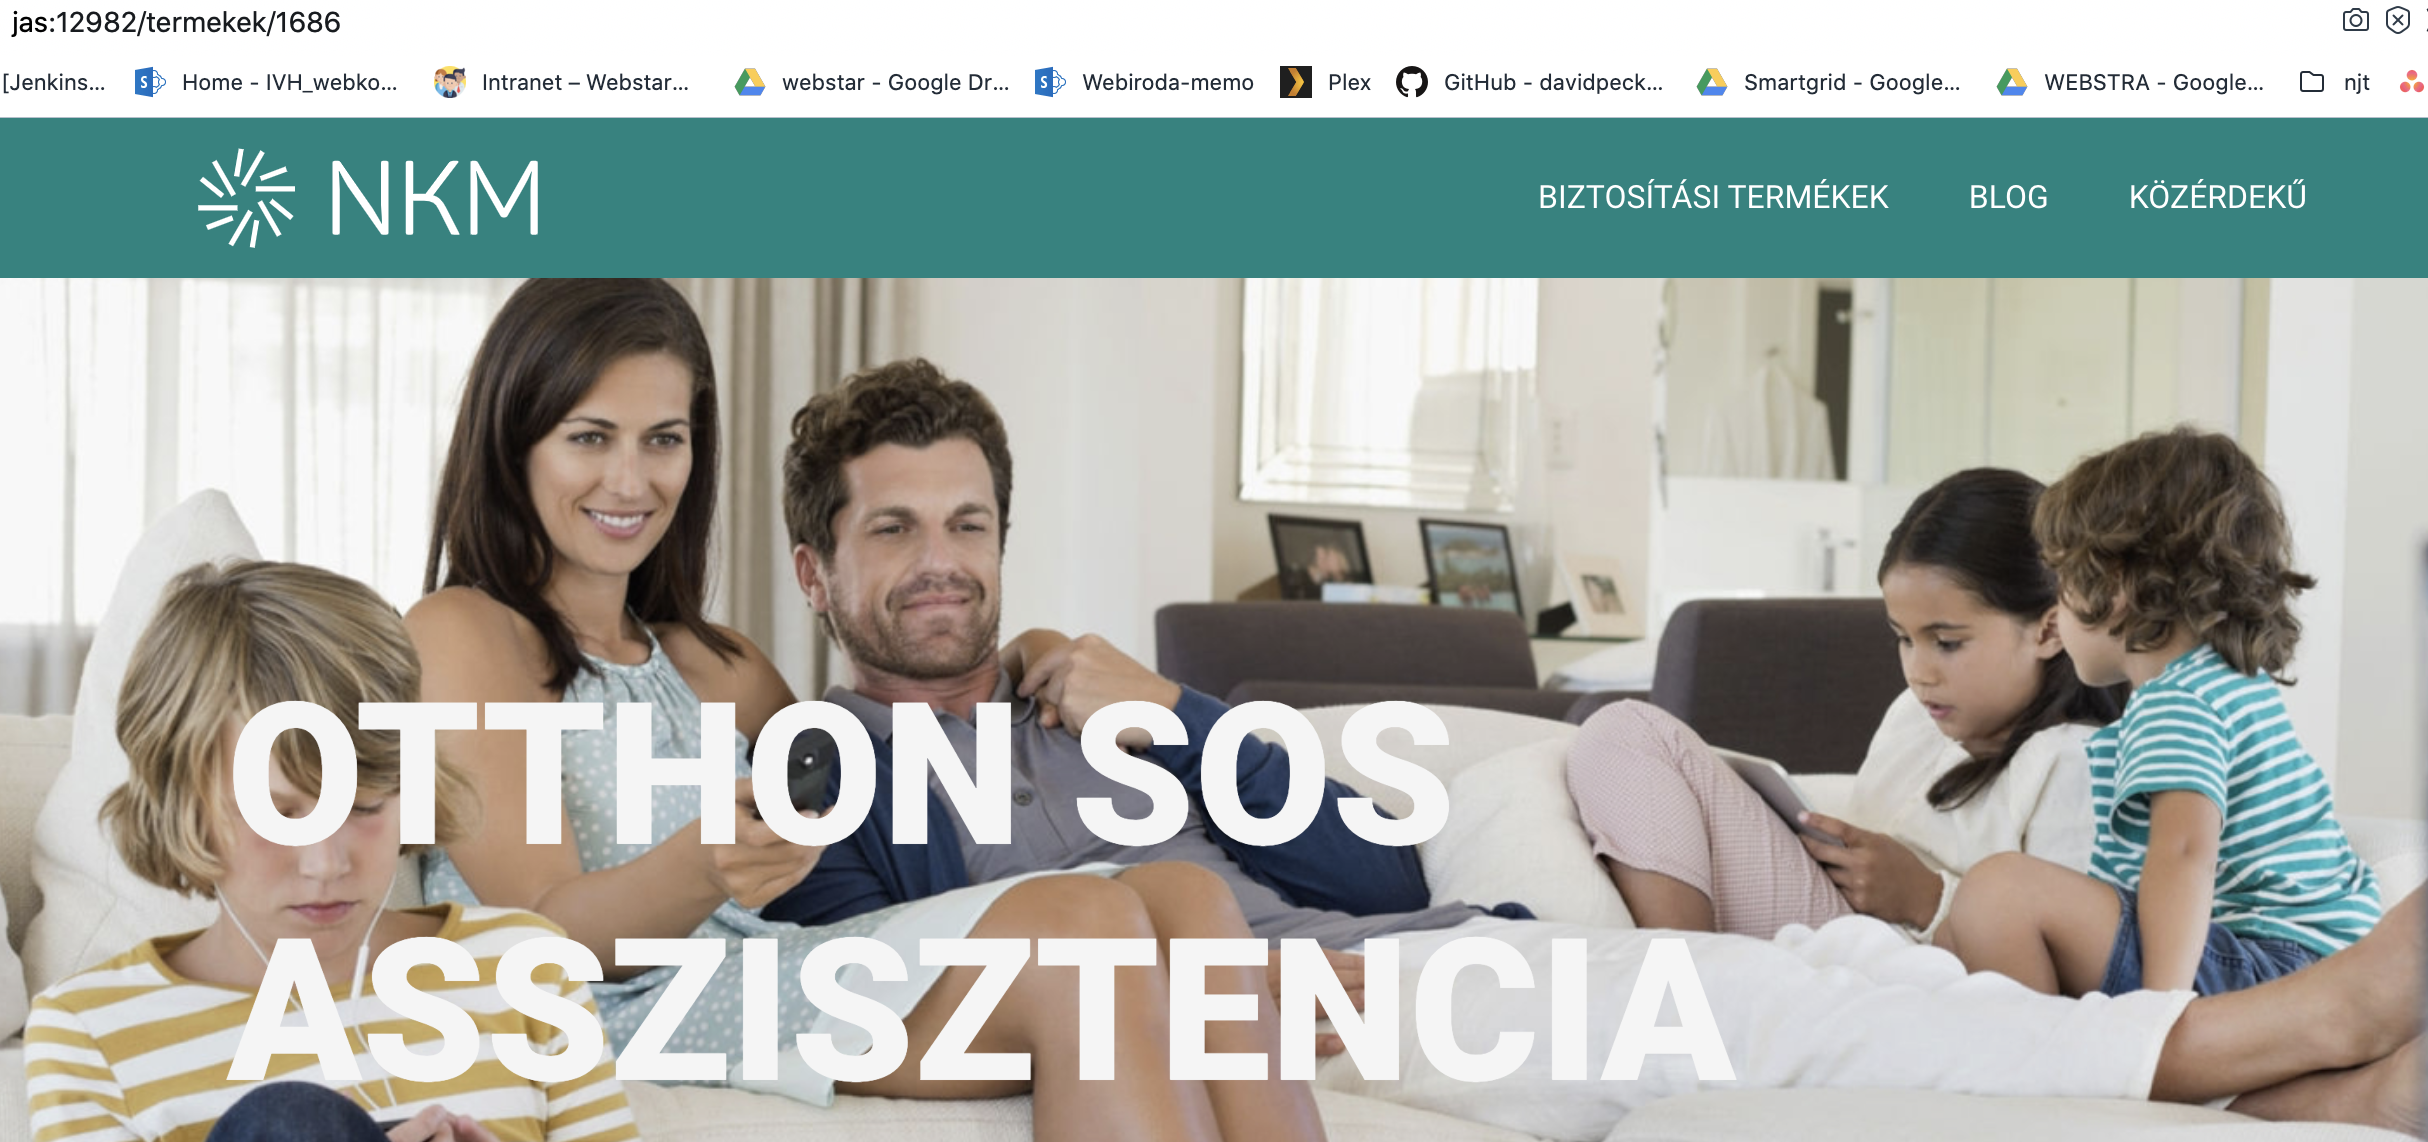 jas:12982/termekek/1686
[Jenkins... Home - IVH_webko... Intranet – Webstar... webstar - Google Dr... Webiroda-memo Plex GitHub - davidpeck... Smartgrid - Google... WEBSTRA - Google... njt
NKM BIZTOSÍTÁSI TERMÉKEK BLOG KÖZÉRDEKŰ
OTTHON SOS
ASSZISZTENCIA